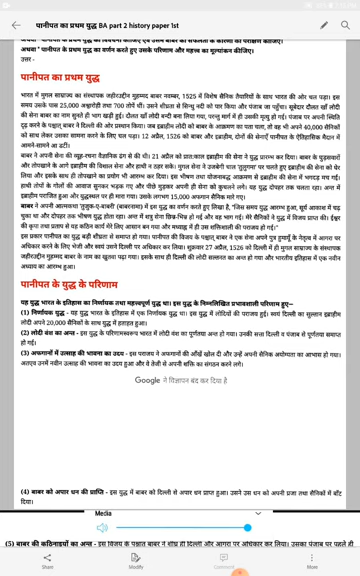 पानीपत का प्रथम युद्ध BA part 2 history paper 1st
अथवा " पानीपत के प्रथम युद्ध का वर्णन करते हुए उसके परिणाम और महत्व का मूल्यांकन कीजिए।
उत्तर -
पानीपत का प्रथम युद्ध
भारत में मुगल साम्राज्य का संस्थापक जहीरुद्दीन मुहम्मद बाबर नवम्बर, 1525 में विशेष सैनिक तैयारियों के साथ भारत की ओर चल पड़ा। इस
समय उसके पास 25,000 अश्वारोही तथा 700 तोपें थीं। उसने शीघ्रता से सिन्धु नदी को पार किया और पंजाब जा पहुँचा। सूबेदार दौलत खाँ लोदी
की सेना बाबर का नाम सुनते ही भाग खड़ी हुई। दौलत खाँ लोदी बन्दी बना लिया गया, परन्तु मार्ग में ही उसकी मृत्यु हो गई। पंजाब पर अपनी स्थिति
दृढ़ करने के पश्चात् बाबर ने दिल्ली की ओर प्रस्थान किया। जब इब्राहीम लोदी को बाबर के आक्रमण का पता चला, तो वह भी अपने 40,000 सैनिकों
को साथ लेकर उसका सामना करने के लिए चल पड़ा। 12 अप्रैल, 1526 को बाबर और इब्राहीम, दोनों की सेनाएँ पानीपत के ऐतिहासिक मैदान में
आमने-सामने आ डटीं।
बाबर ने अपनी सेना की व्यूह-रचना वैज्ञानिक ढंग से की थी। 21 अप्रैल को प्रातःकाल इब्राहीम की सेना ने युद्ध प्रारम्भ कर दिया। बाबर के घुड़सवारों
और तोपखाने के आगे इब्राहीम की विशाल सेना और हाथी न ठहर सके। मुगल सेना ने उजबेगी चाल 'तुलुगमा' पर चलते हुए इब्राहीम की सेना को घेर
लिया और इसके साथ ही तोपखाने का प्रयोग भी आरम्भ कर दिया। इस भीषण तथा योजनाबद्ध आक्रमण से इब्राहीम की सेना में भगदड़ मच गई।
हाथी तोपों के गोलों की आवाज सुनकर भड़क गए और पीछे मुड़कर अपनी ही सेना को कुचलने लगे। यह युद्ध दोपहर तक चलता रहा। अन्त में
इब्राहीम पराजित हुआ और युद्धस्थल पर ही मारा गया। उसके लगभग 15,000 अफगान सैनिक मारे गए।
बाबर ने अपनी आत्मकथा 'तुजुक-ए-बाबरी' (बाबरनामा) में इस युद्ध का वर्णन करते हुए लिखा है, "जिस समय युद्ध आरम्भ हुआ, सूर्य आकाश में चढ़
चुका था और दोपहर तक भीषण युद्ध होता रहा। अन्त में शत्रु सेना छिन्न-भिन्न हो गई और वह भाग गई। मेरे सैनिकों ने युद्ध में विजय प्राप्त की। ईश्वर
की कृपा तथा प्रताप से यह कठिन कार्य मेरे लिए आसान बन गया और मध्याह्न में ही उस शक्तिशाली की पराजय हो गई।"
इस प्रकार पानीपत का युद्ध बड़ी शीघ्रता से समाप्त हो गया। पानीपत की विजय के पश्चात् बाबर ने एक सेना अपने पुत्र हुमायूँ के नेतृत्व में आगरा पर
अधिकार करने के लिए भेजी और स्वयं उसने दिल्ली पर अधिकार कर लिया। शुक्रवार 27 अप्रैल, 1526 को दिल्ली में ही मुगल साम्राज्य के संस्थापक
जहीरुद्दीन मुहम्मद बाबर के नाम का खुतबा पढ़ा गया। इसके साथ ही दिल्ली की लोदी सल्तनत का अन्त हो गया और भारतीय इतिहास में एक नवीन
अध्याय का आरम्भ हुआ।
पानीपत के युद्ध के परिणाम
यह युद्ध भारत के इतिहास का निर्णायक तथा महत्त्वपूर्ण युद्ध था। इस युद्ध के निम्नलिखित प्रभावशाली परिणाम हुए–
(1) निर्णायक युद्ध - यह युद्ध भारत के इतिहास में एक निर्णायक युद्ध था। इस युद्ध में लोदियों की पराजय हुई। स्वयं दिल्ली का सुल्तान इब्राहीम
लोदी अपने 20,000 सैनिकों के साथ युद्ध में हताहत हुआ।
(2) लोदी वंश का अन्त - इस युद्ध के परिणामस्वरूप भारत में लोदी वंश का पूर्णतया अन्त हो गया। उनकी सत्ता दिल्ली व पंजाब से पूर्णतया समाप्त
हो गई।
(3) अफगानों में उत्साह की भावना का उदय - इस पराजय ने अफगानों की आँखें खोल दीं और उन्हें अपनी सैनिक अयोग्यता का आभास हो गया।
अतएव उनमें नवीन उत्साह की भावना का उदय हुआ और वे तेजी से अपनी शक्ति का संगठन करने लगे।
Google ने विज्ञापन बंद कर दिया है
(4) बाबर को अपार धन की प्राप्ति - इस युद्ध में बाबर को दिल्ली से अपार धन प्राप्त हुआ। उसने उस धन को अपनी प्रजा तथा सैनिकों में बाँट
दिया।
Media
(5) बाबर की कठिनाइयों का अन्त - इस विजय के पश्चात बाबर ने शीघ्र ही दिल्ली और आगरा पर अधिकार कर लिया। उसका पंजाब पर पहले ही
Share
Modify
Comment
More